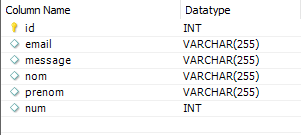 Column Name Datatype
id INT
email VARCHAR(255)
message VARCHAR(255)
nom VARCHAR(255)
prenom VARCHAR(255)
num INT